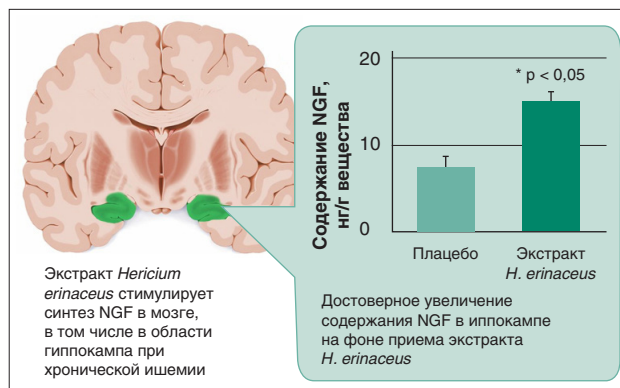 Экстракт Hericium
erinaceus стимулирует
синтез NGF в мозге,
в том числе в области
гиппокампа при
хронической ишемии
Содержание NGF,
нг/г вещества
20
10
0
* p < 0,05
Плацебо
Экстракт
H. erinaceus
Достоверное увеличение
содержания NGF в иппокампе
на фоне приема экстракта
H. erinaceus